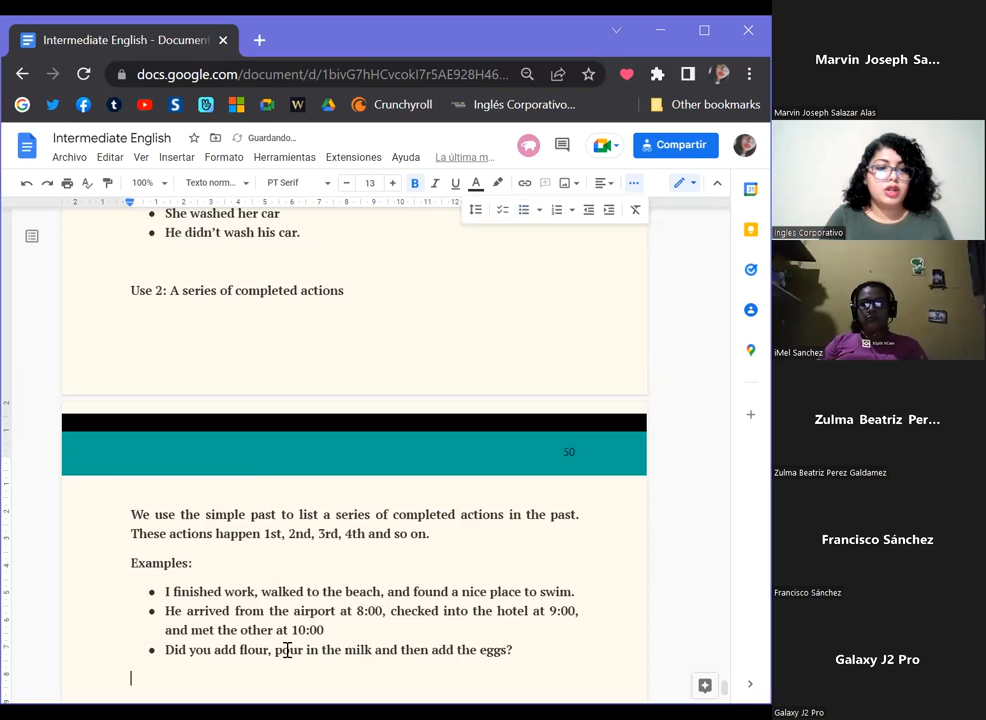 Intermediate English - Document
docs.google.com/document/d/1bivG7hHCvcokI7r5AE928H46...
Crunchyroll
Inglés Corporativo...
Other bookmarks
Intermediate English
Guardando...
Compartir
Archivo Editar Ver Insertar Formato Herramientas Extensiones Ayuda La última m...
100% Texto norm... PT Serif 13
She washed her car
He didn't wash his car.
Use 2: A series of completed actions
50
We use the simple past to list a series of completed actions in the past.
These actions happen 1st, 2nd, 3rd, 4th and so on.
Examples:
I finished work, walked to the beach, and found a nice place to swim.
He arrived from the airport at 8:00, checked into the hotel at 9:00,
and met the other at 10:00
Did you add flour, pour in the milk and then add the eggs?
Marvin Joseph Sa...
Marvin Joseph Salazar Alas
Ingles Corporativo
iMel Sanchez
Zulma Beatriz Per...
Zulma Beatriz Perez Galdamez
Francisco Sánchez
Francisco Sánchez
Galaxy J2 Pro
Galaxy J2 Pro